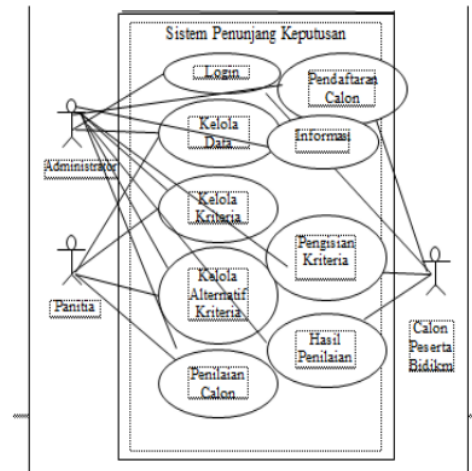 Sistem Penunjang Keputusan
Login
Pendaftaran
Calon
Kelola
Data
Informasi
Administrator
Kelola
Kriteria
Pengisian
Kriteria
Panitia
Kelola
Alternatif
Kriteria
Calon
Peserta
Bidikm
Hasil
Penilaian
Penilaian
Calon